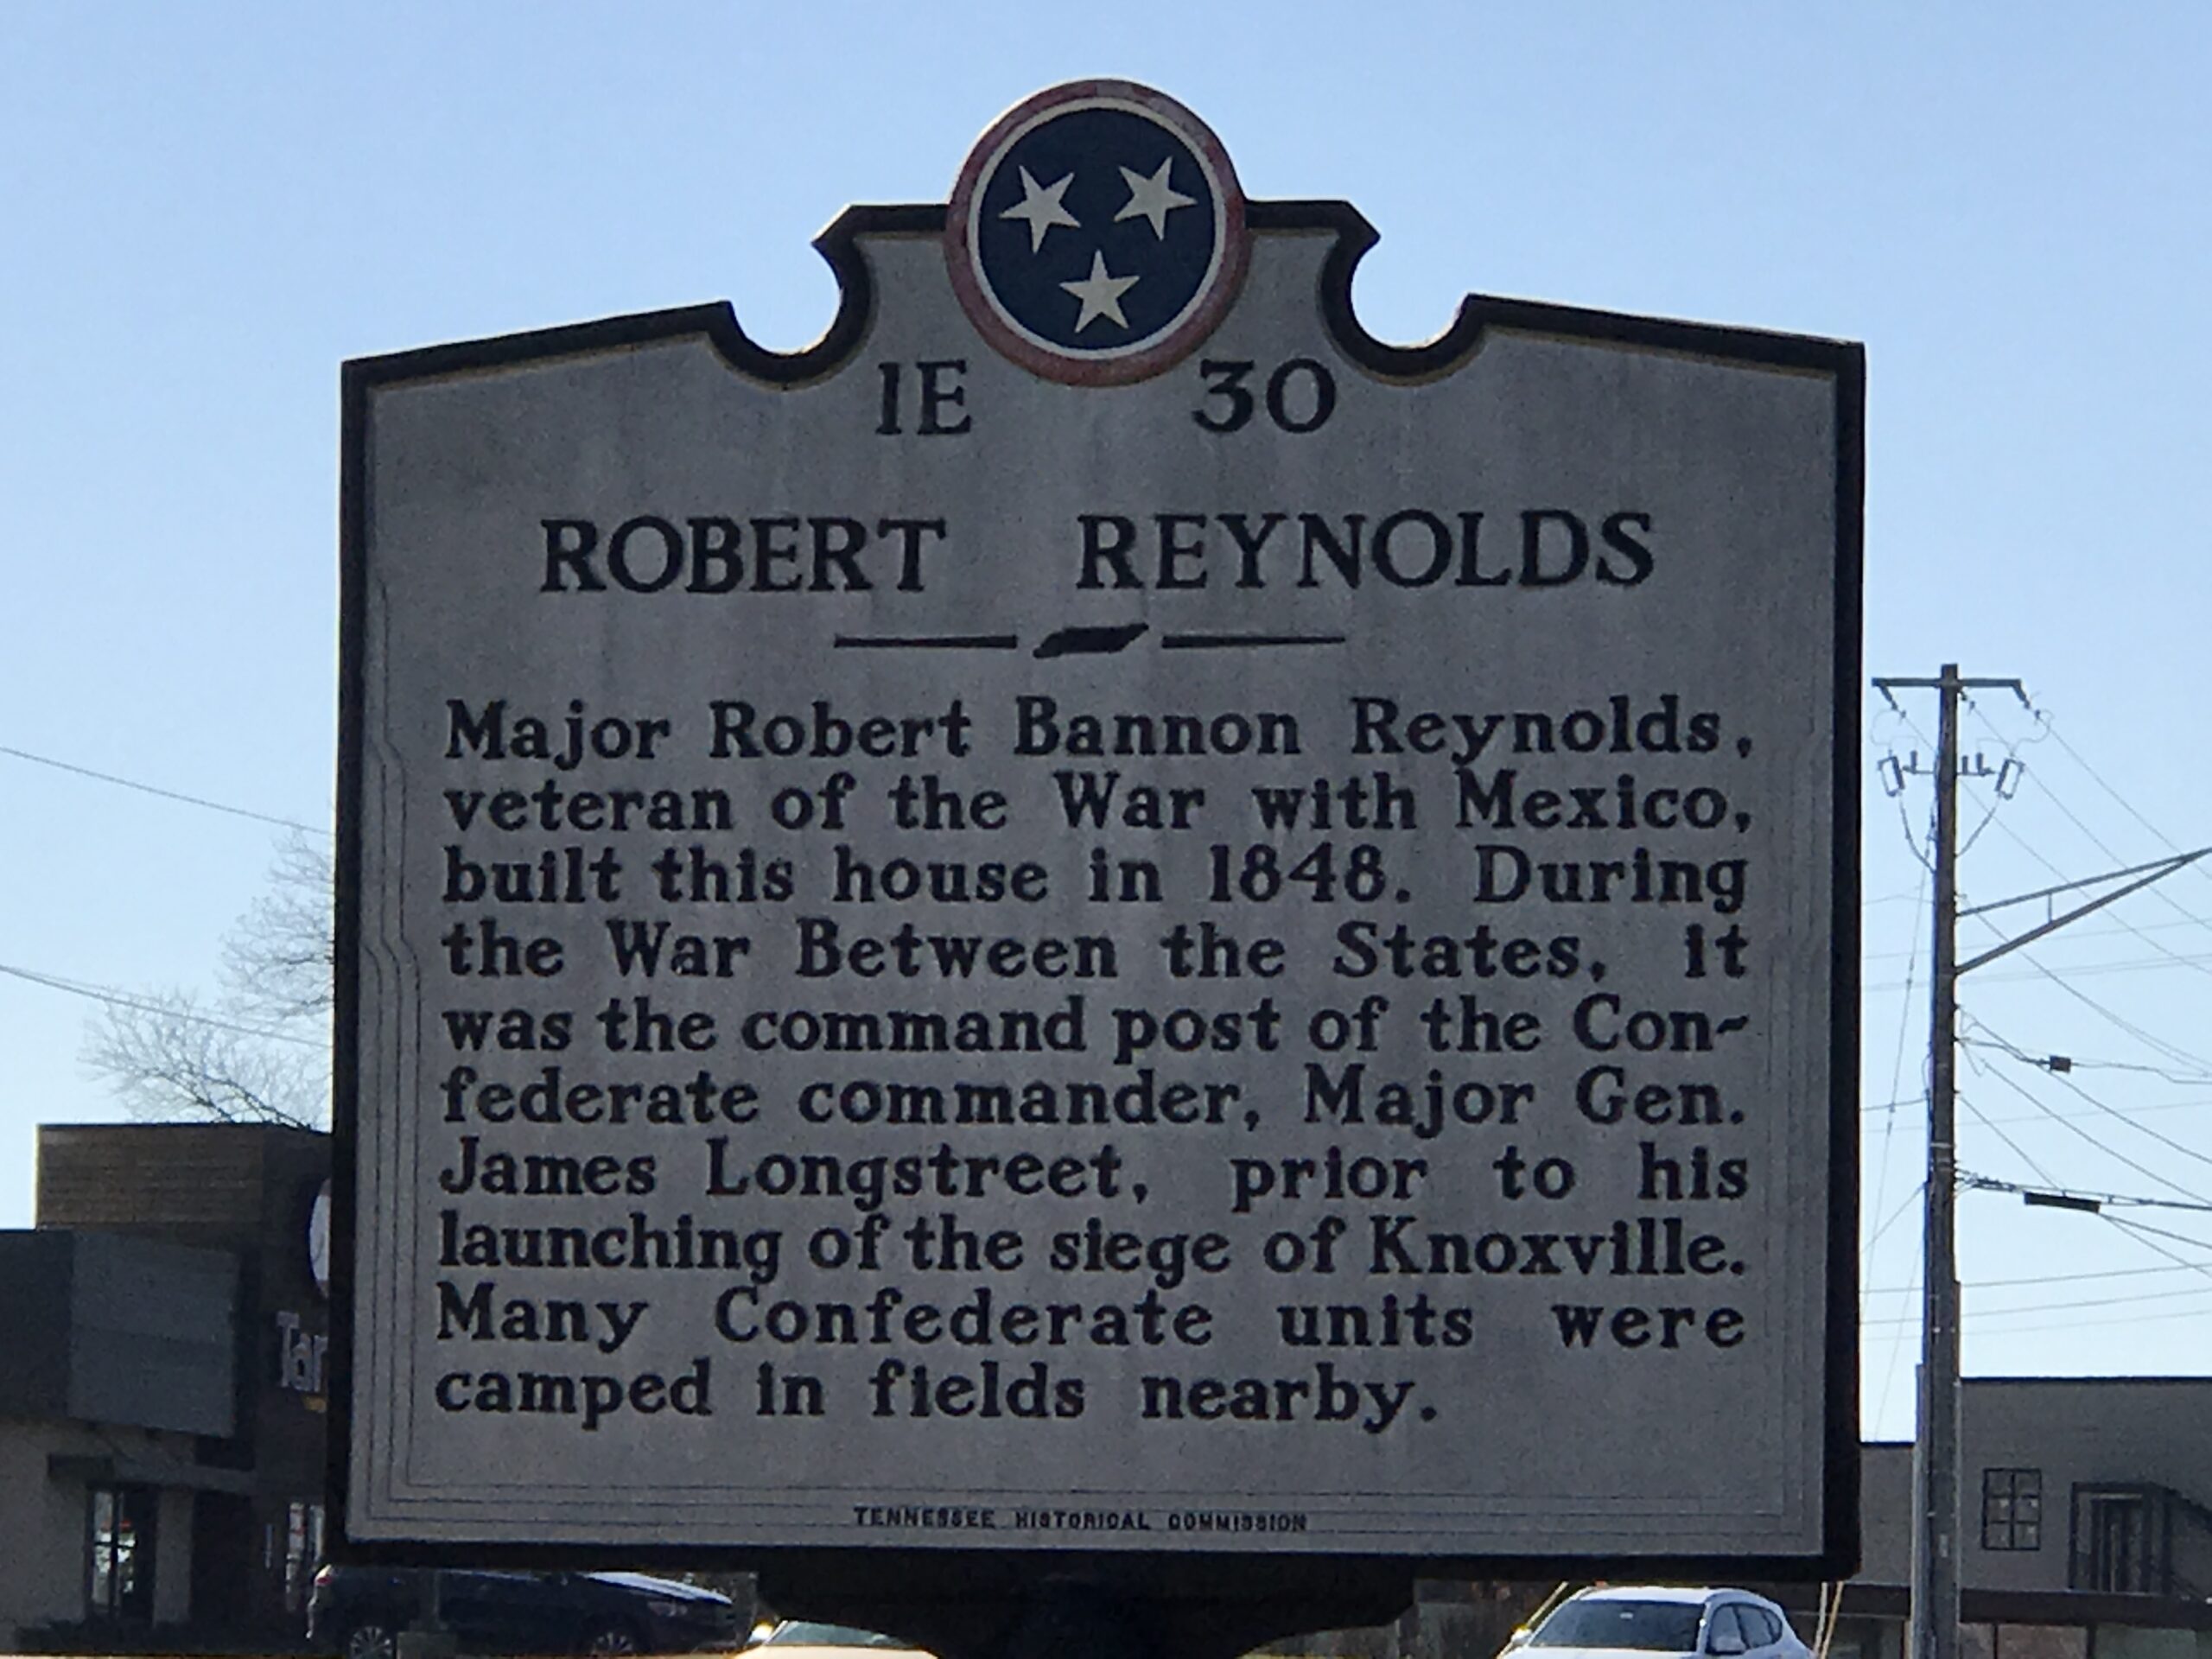 1E 30
ROBERT REYNOLDS
Major Robert Bannon Reynolds,
veteran of the War with Mexico,
built this house in 1848. During
the War Between the States, it
was the command post of the Con-
federate commander, Major Gen.
James Longstreet, prior to his
launching of the siege of Knoxville.
Many Confederate units were
camped in fields nearby.
TENNESSEE HISTORICAL COMMISSION